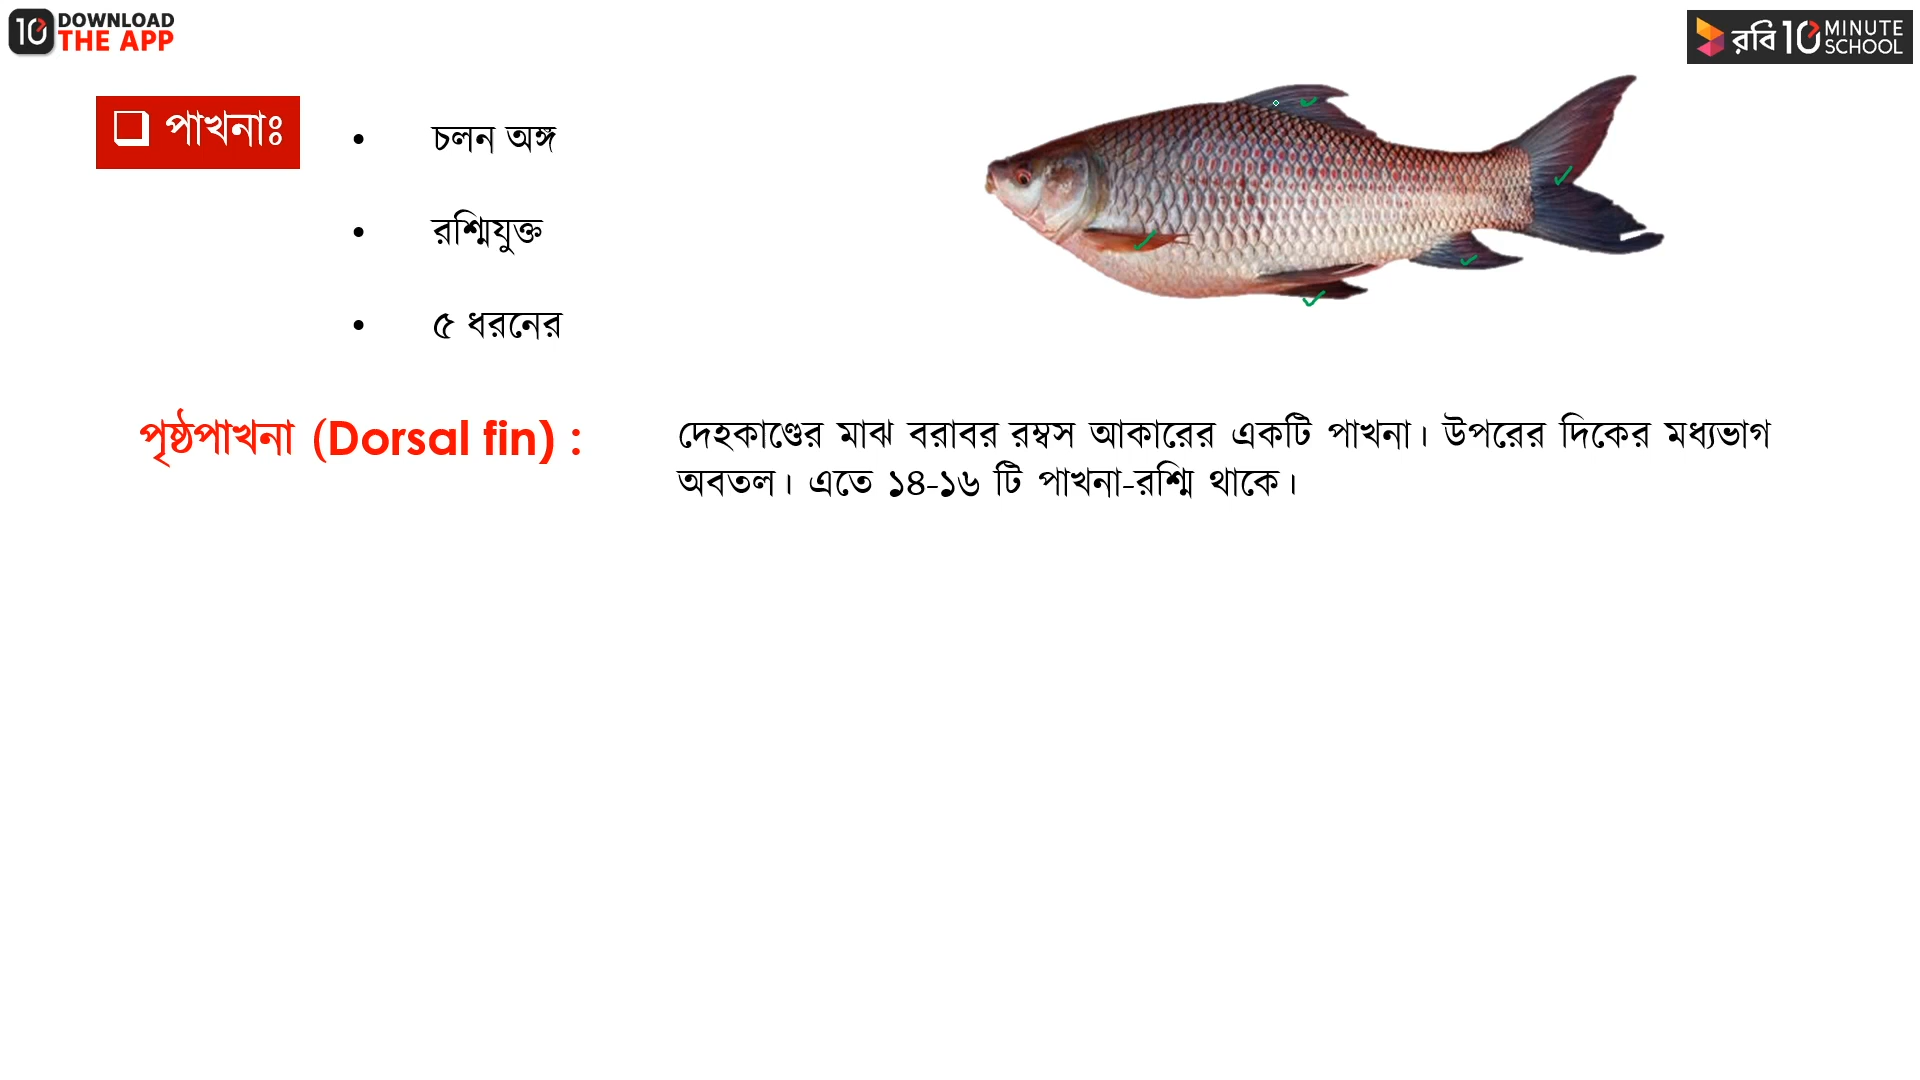 10 DOWNLOAD
THE APP
রবি 10 MINUTE
SCHOOL
পাখনাঃ
• চলন অঙ্গ
• রশ্মিযুক্ত
• ৫ ধরনের
পৃষ্ঠপাখনা (Dorsal fin) :
দেহকাণ্ডের মাঝ বরাবর রম্বস আকারের একটি পাখনা। উপরের দিকের মধ্যভাগ
অবতল। এতে ১৪-১৬ টি পাখনা-রশ্মি থাকে।